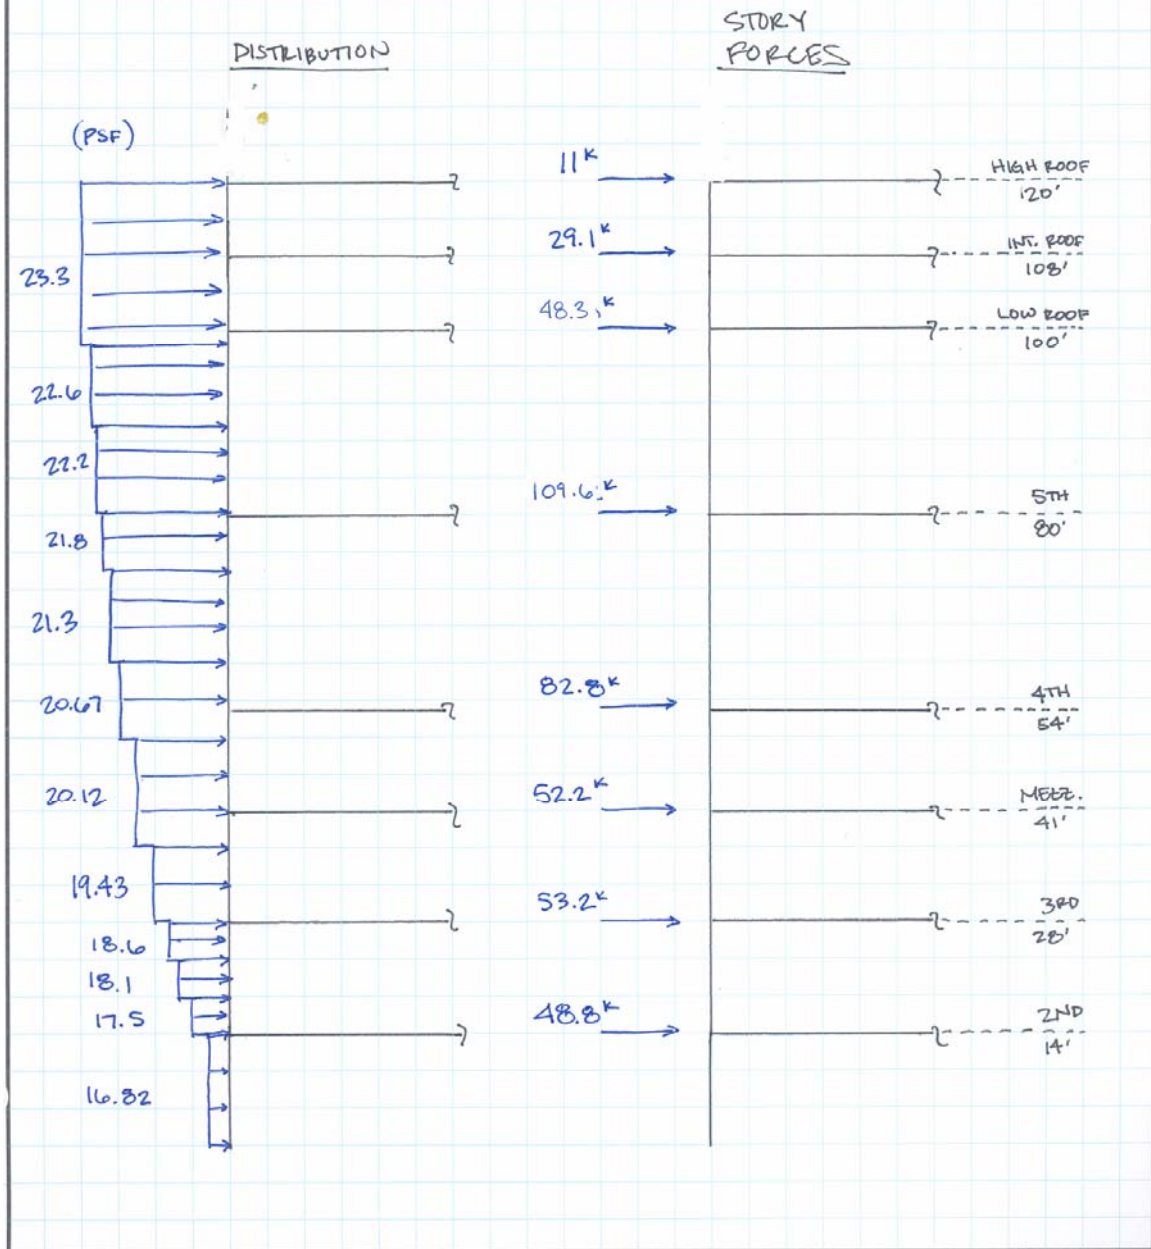 DISTRIBUTION
STORY
FORCES
(PSF)
11ᴷ
HIGH ROOF
120'
29.1ᴷ
INT. ROOF
108'
23.3
48.3ᴷ
LOW ROOF
100'
22.6
22.2
109.6ᴷ
5TH
80'
21.8
21.3
20.67
82.8ᴷ
4TH
54'
20.12
52.2ᴷ
MEZZ.
41'
19.43
53.2ᴷ
3RD
28'
18.6
18.1
17.5
48.8ᴷ
2ND
14'
16.82